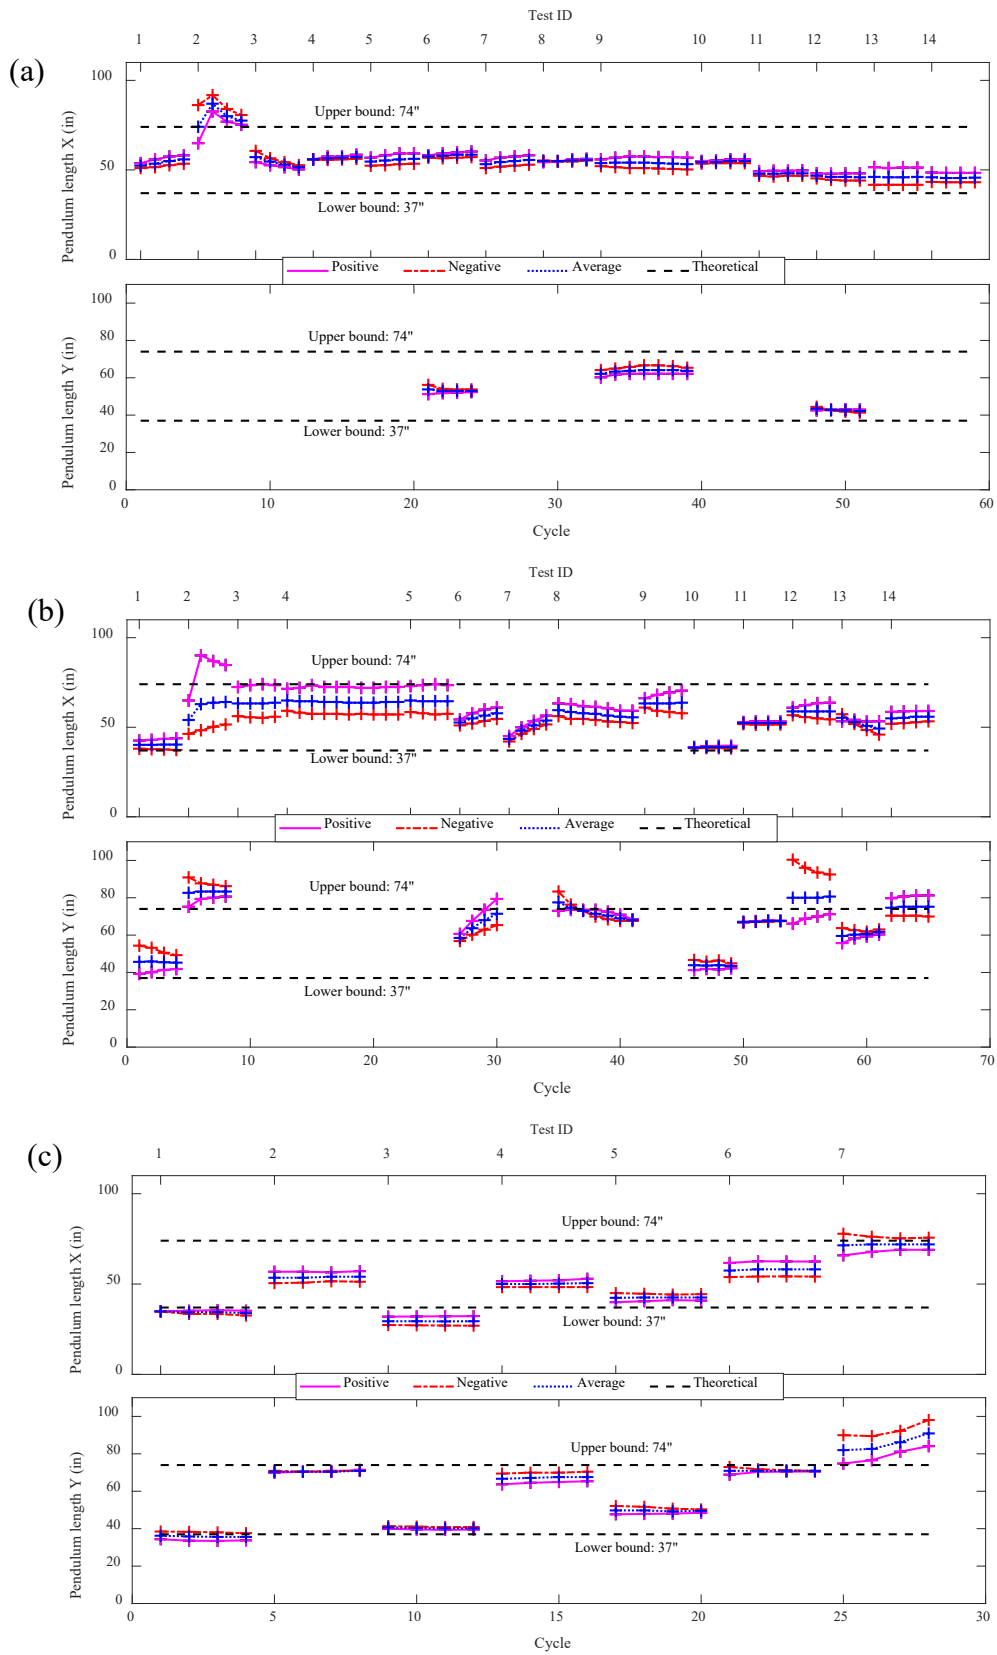 Test ID
1 2 3 4 5 6 7 8 9 10 11 12 13 14
(a)
100
Upper bound: 74"
Pendulum length X (in)
50
Lower bound: 37"
0
Positive Negative Average Theoretical
100
Upper bound: 74"
80
Pendulum length Y (in)
60
40
Lower bound: 37"
20
0
0 10 20 30 40 50 60
Cycle
Test ID
1 2 3 4 5 6 7 8 9 10 11 12 13 14
(b)
100
Upper bound: 74"
Pendulum length X (in)
50
Lower bound: 37"
0
Positive Negative Average Theoretical
100
Upper bound: 74"
80
Pendulum length Y (in)
60
40
Lower bound: 37"
20
0
0 10 20 30 40 50 60 70
Cycle
Test ID
1 2 3 4 5 6 7
(c)
100
Upper bound: 74"
Pendulum length X (in)
50
Lower bound: 37"
0
Positive Negative Average Theoretical
100
Upper bound: 74"
80
Pendulum length Y (in)
60
40
Lower bound: 37"
20
0
0 5 10 15 20 25 30
Cycle